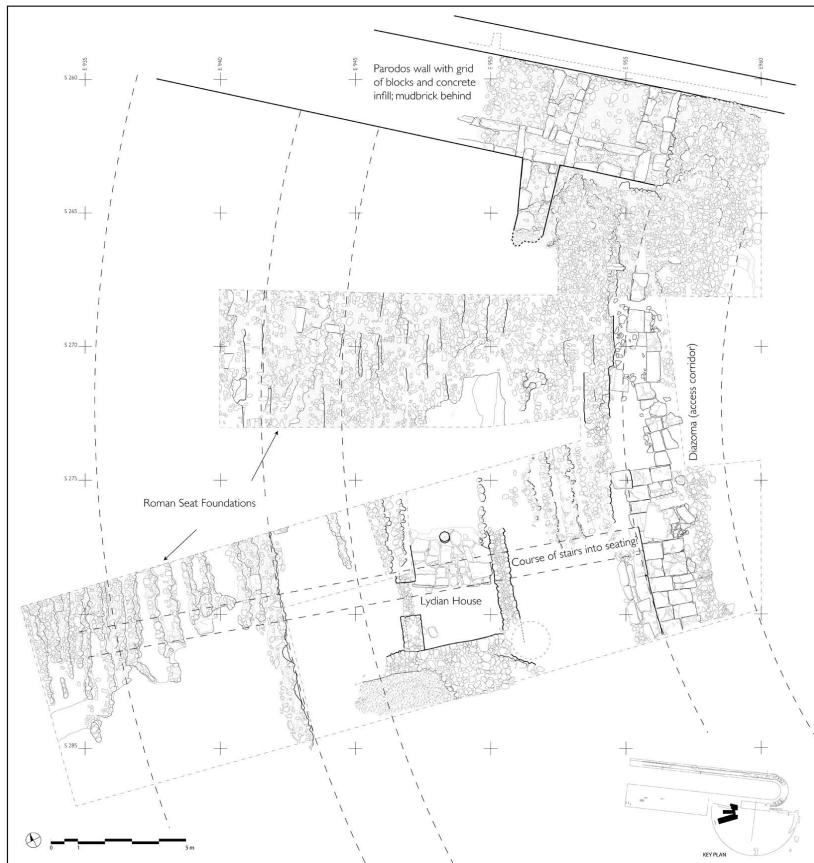 E 935
E 940
E 945
E 950
E 955
E960
S 260
Parodos wall with grid
of blocks and concrete
infill; mudbrick behind
S 265
S 270
Diazoma (access corridor)
S 275
Roman Seat Foundations
Course of stairs into seating
Lydian House
S 285
0 1 5 m
KEY PLAN